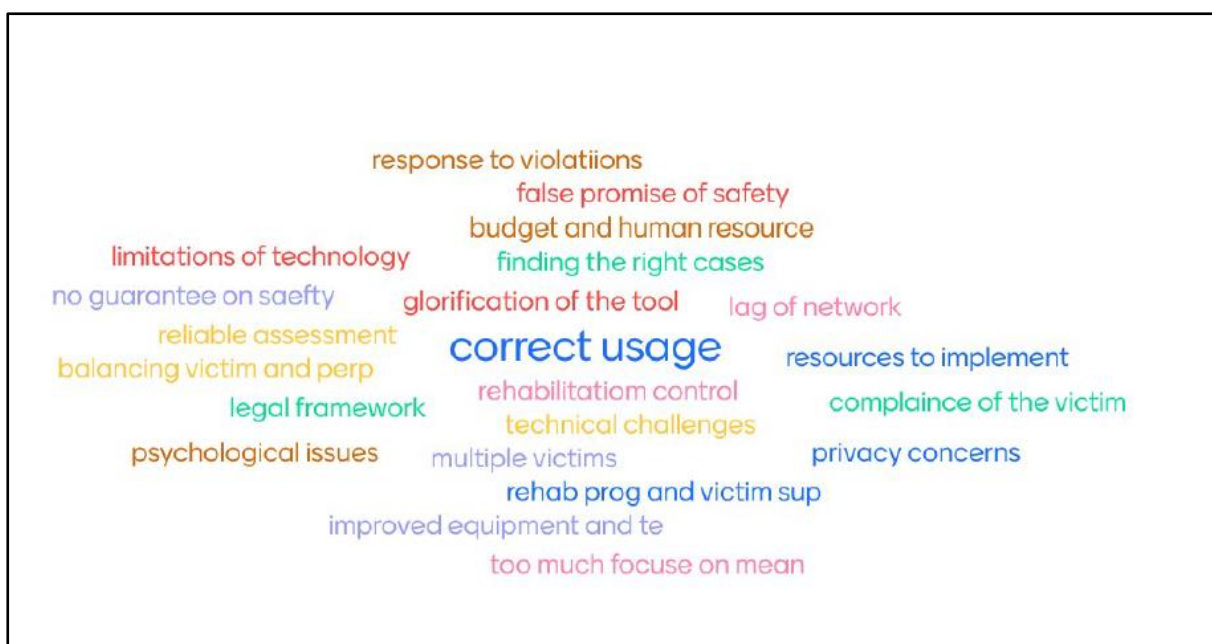 response to violatiions
false promise of safety
budget and human resource
limitations of technology
finding the right cases
no guarantee on saefty
glorification of the tool
lag of network
reliable assessment
correct usage
resources to implement
balancing victim and perp
rehabilitatiom control
legal framework
complaince of the victim
technical challenges
psychological issues
multiple victims
privacy concerns
rehab prog and victim sup
improved equipment and te
too much focuse on mean